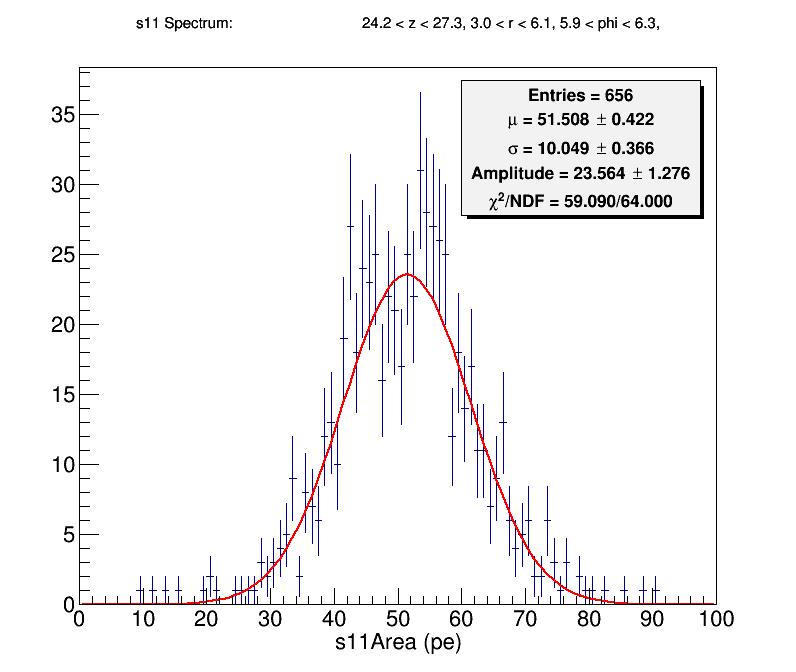 s11 Spectrum: 24.2 < z < 27.3, 3.0 < r < 6.1, 5.9 < phi < 6.3,
Entries = 656
μ = 51.508 ± 0.422
σ = 10.049 ± 0.366
Amplitude = 23.564 ± 1.276
χ²/NDF = 59.090/64.000
35
30
25
20
15
10
5
0
0 10 20 30 40 50 60 70 80 90 100
s11Area (pe)